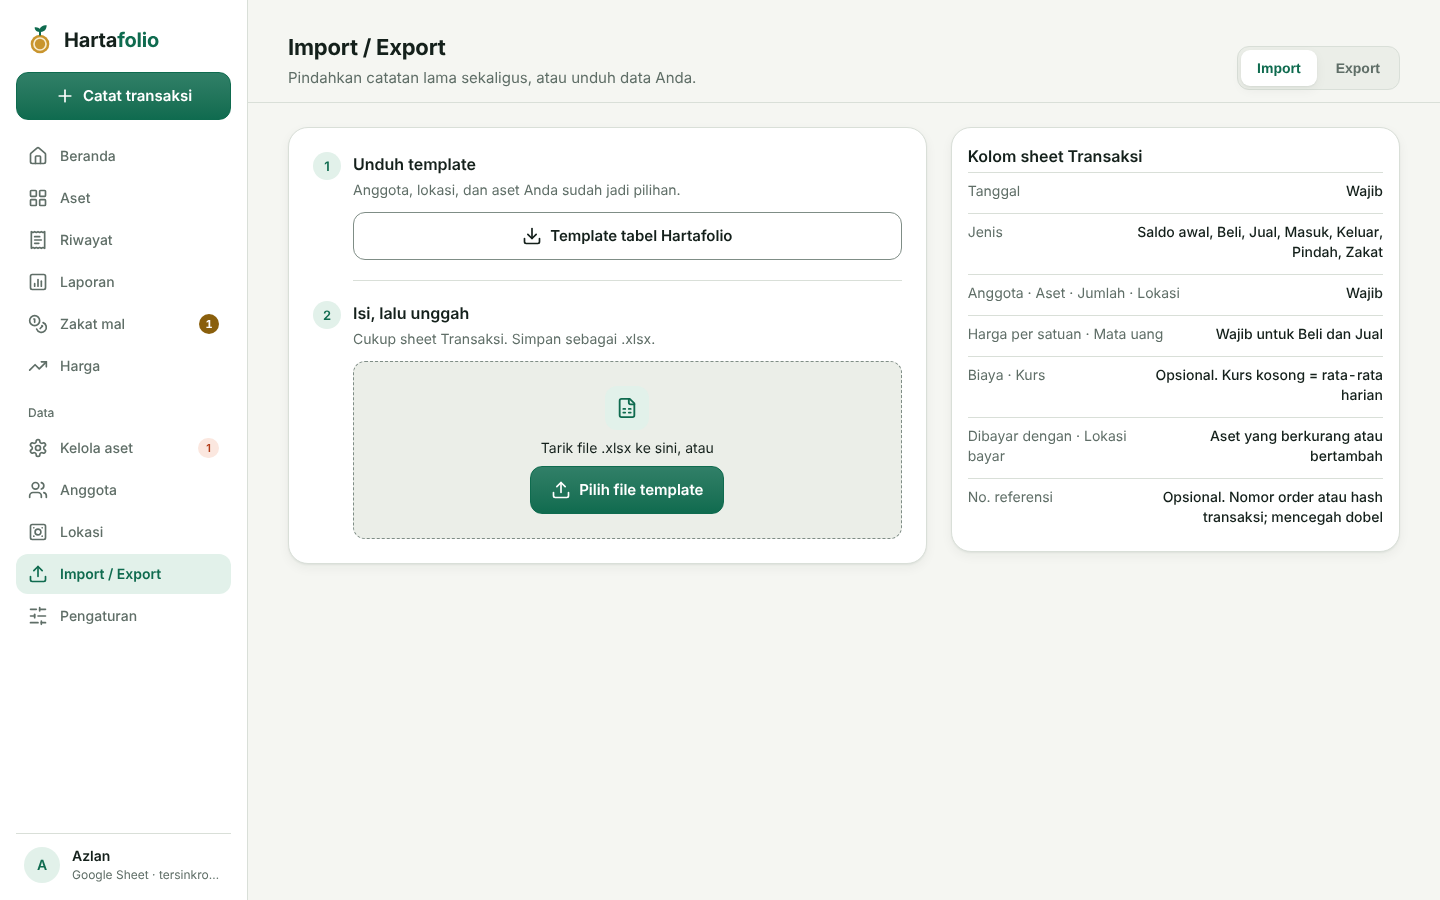 Hartafolio
Catat transaksi
Beranda
Aset
Riwayat
Laporan
Zakat mal
1
Harga
Data
Kelola aset
1
Anggota
Lokasi
Import / Export
Pengaturan
A
Azlan
Google Sheet · tersinkro...
Import / Export
Pindahkan catatan lama sekaligus, atau unduh data Anda.
Import
Export
1
Unduh template
Anggota, lokasi, dan aset Anda sudah jadi pilihan.
Template tabel Hartafolio
2
Isi, lalu unggah
Cukup sheet Transaksi. Simpan sebagai .xlsx.
Tarik file .xlsx ke sini, atau
Pilih file template
Kolom sheet Transaksi
Tanggal
Wajib
Jenis
Saldo awal, Beli, Jual, Masuk, Keluar,
Pindah, Zakat
Anggota · Aset · Jumlah · Lokasi
Wajib
Harga per satuan · Mata uang
Wajib untuk Beli dan Jual
Biaya · Kurs
Opsional. Kurs kosong = rata-rata
harian
Dibayar dengan · Lokasi
bayar
Aset yang berkurang atau
bertambah
No. referensi
Opsional. Nomor order atau hash
transaksi; mencegah dobel